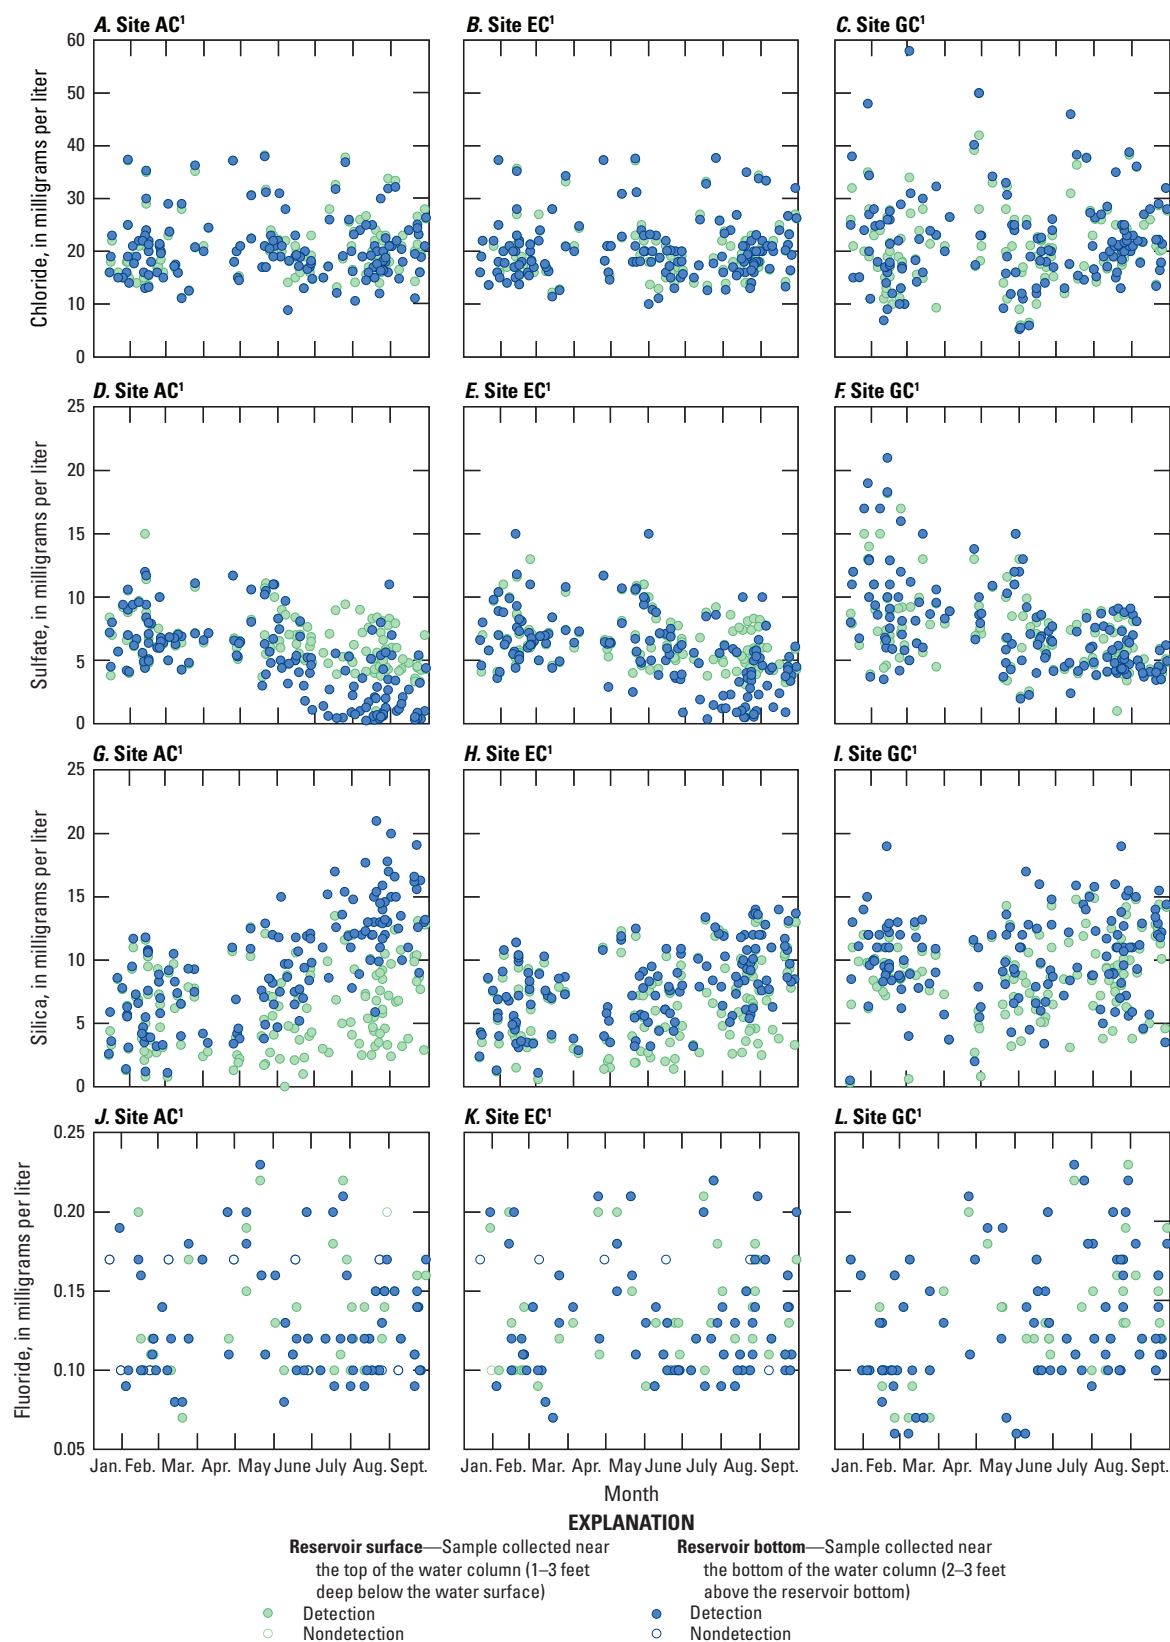 A. Site AC¹
B. Site EC¹
C. Site GC¹
60
50
40
30
20
10
0
Chloride, in milligrams per liter
D. Site AC¹
E. Site EC¹
F. Site GC¹
25
20
15
10
5
0
Sulfate, in milligrams per liter
G. Site AC¹
H. Site EC¹
I. Site GC¹
25
20
15
10
5
0
Silica, in milligrams per liter
J. Site AC¹
K. Site EC¹
L. Site GC¹
0.25
0.20
0.15
0.10
0.05
Fluoride, in milligrams per liter
Jan. Feb. Mar. Apr. May June July Aug. Sept.
Jan. Feb. Mar. Apr. May June July Aug. Sept.
Jan. Feb. Mar. Apr. May June July Aug. Sept.
Month
EXPLANATION
Reservoir surface—Sample collected near
the top of the water column (1–3 feet
deep below the water surface)
Detection
Nondetection
Reservoir bottom—Sample collected near
the bottom of the water column (2–3 feet
above the reservoir bottom)
Detection
Nondetection